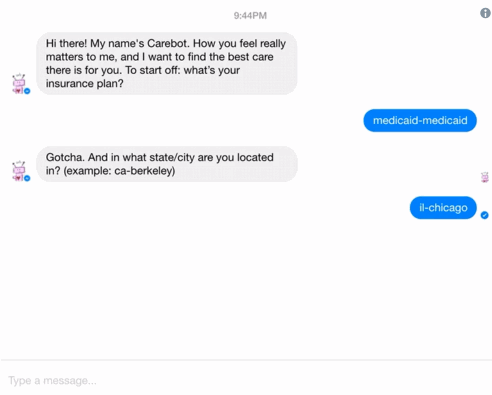 9:44PM
Hi there! My name's Carebot. How you feel really
matters to me, and I want to find the best care
there is for you. To start off: what's your
insurance plan?
medicaid-medicaid
Gotcha. And in what state/city are you located
in? (example: ca-berkeley)
il-chicago
Type a message...